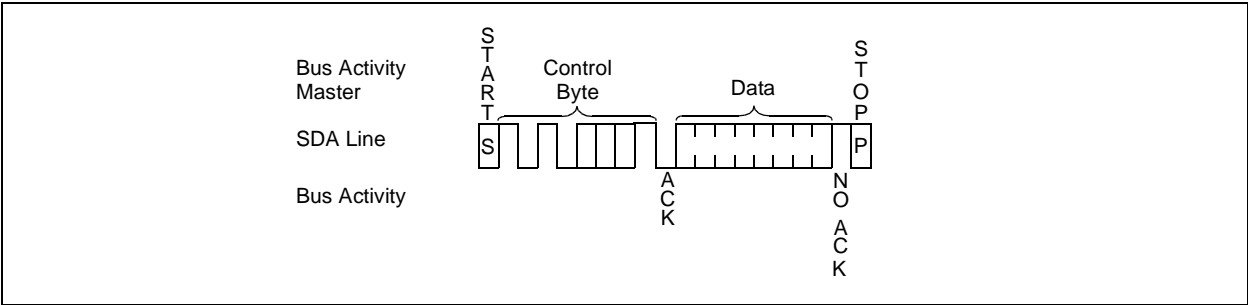 START
STOP
Bus Activity
Master
Control
Byte
Data
SDA Line
S
P
Bus Activity
ACK
NO ACK